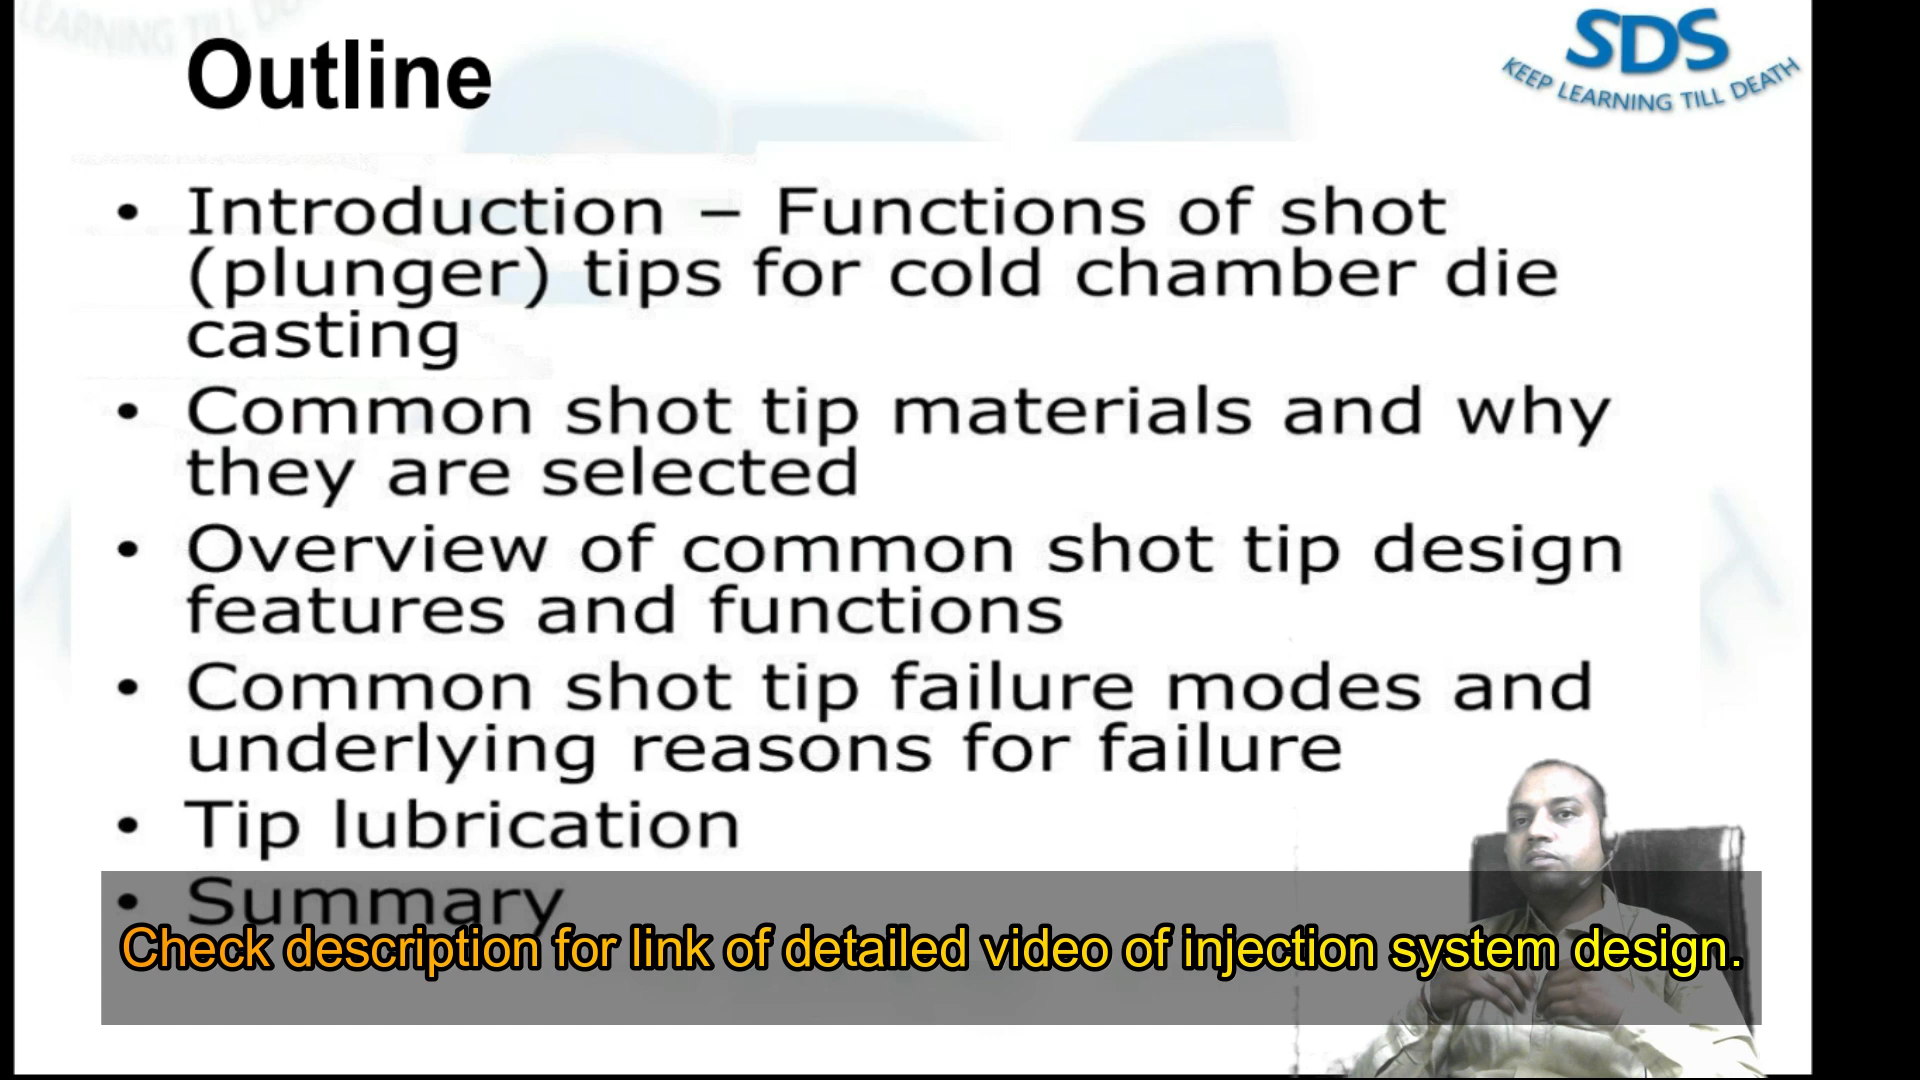 LEARNING TILL
Outline
SDS
KEEP LEARNING TILL DEATH
• Introduction – Functions of shot
(plunger) tips for cold chamber die
casting
• Common shot tip materials and why
they are selected
• Overview of common shot tip design
features and functions
• Common shot tip failure modes and
underlying reasons for failure
• Tip lubrication
• Summary
Check description for link of detailed video of injection system design.